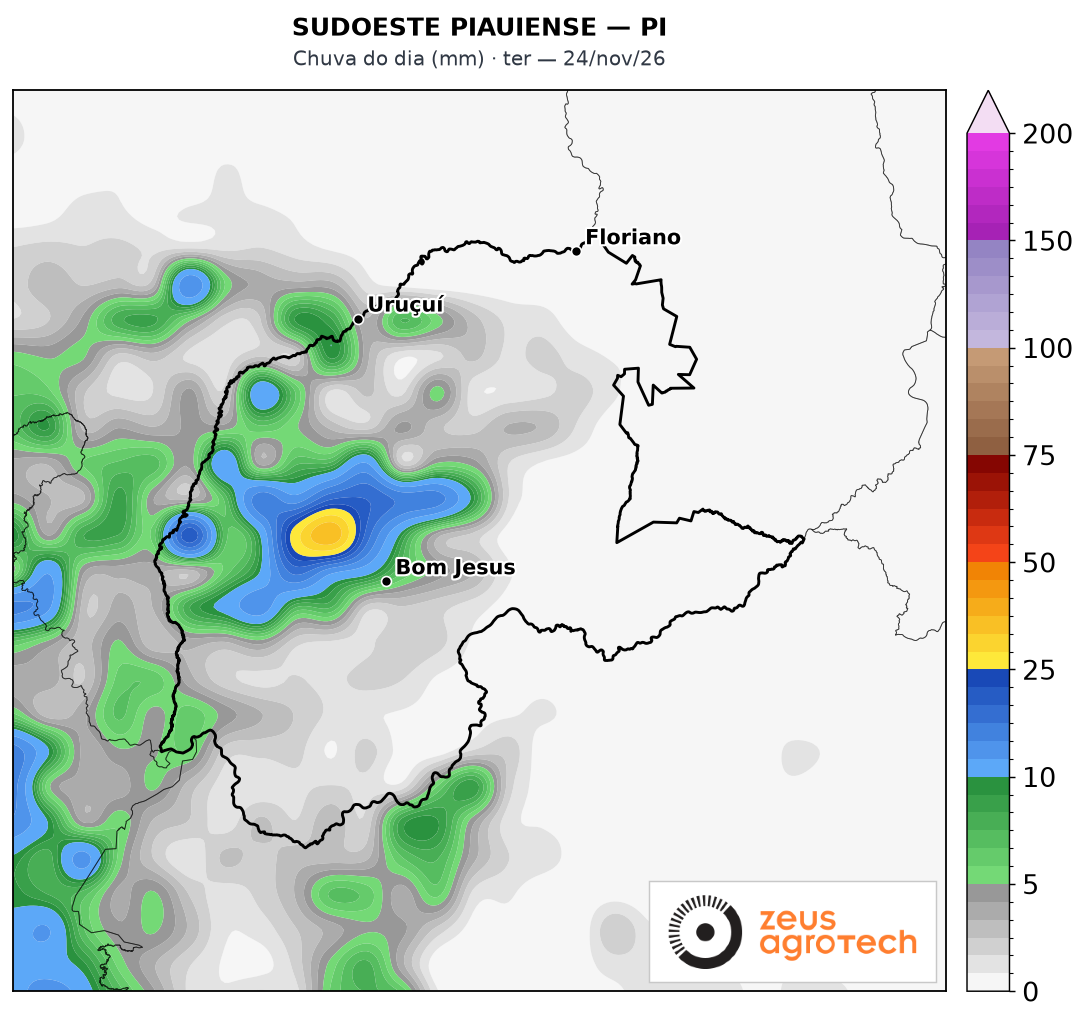 SUDOESTE PIAUIENSE — PI
Chuva do dia (mm) · ter — 24/nov/26
200
Floriano
150
Uruçuí
100
75
50
Bom Jesus
25
10
5
zeus
agrotech
0